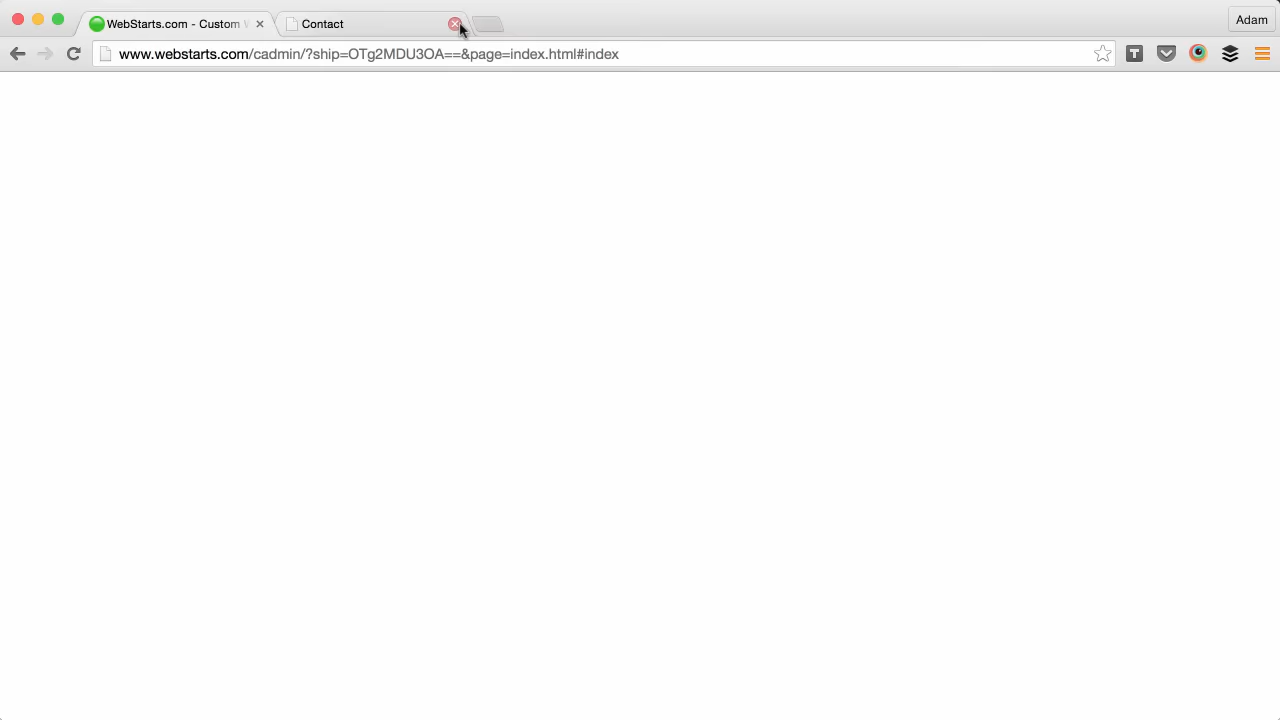 WebStarts.com - Custom
Contact
Adam
www.webstarts.com/cadmin/?ship=OTg2MDU3OA==&page=index.html#index
T